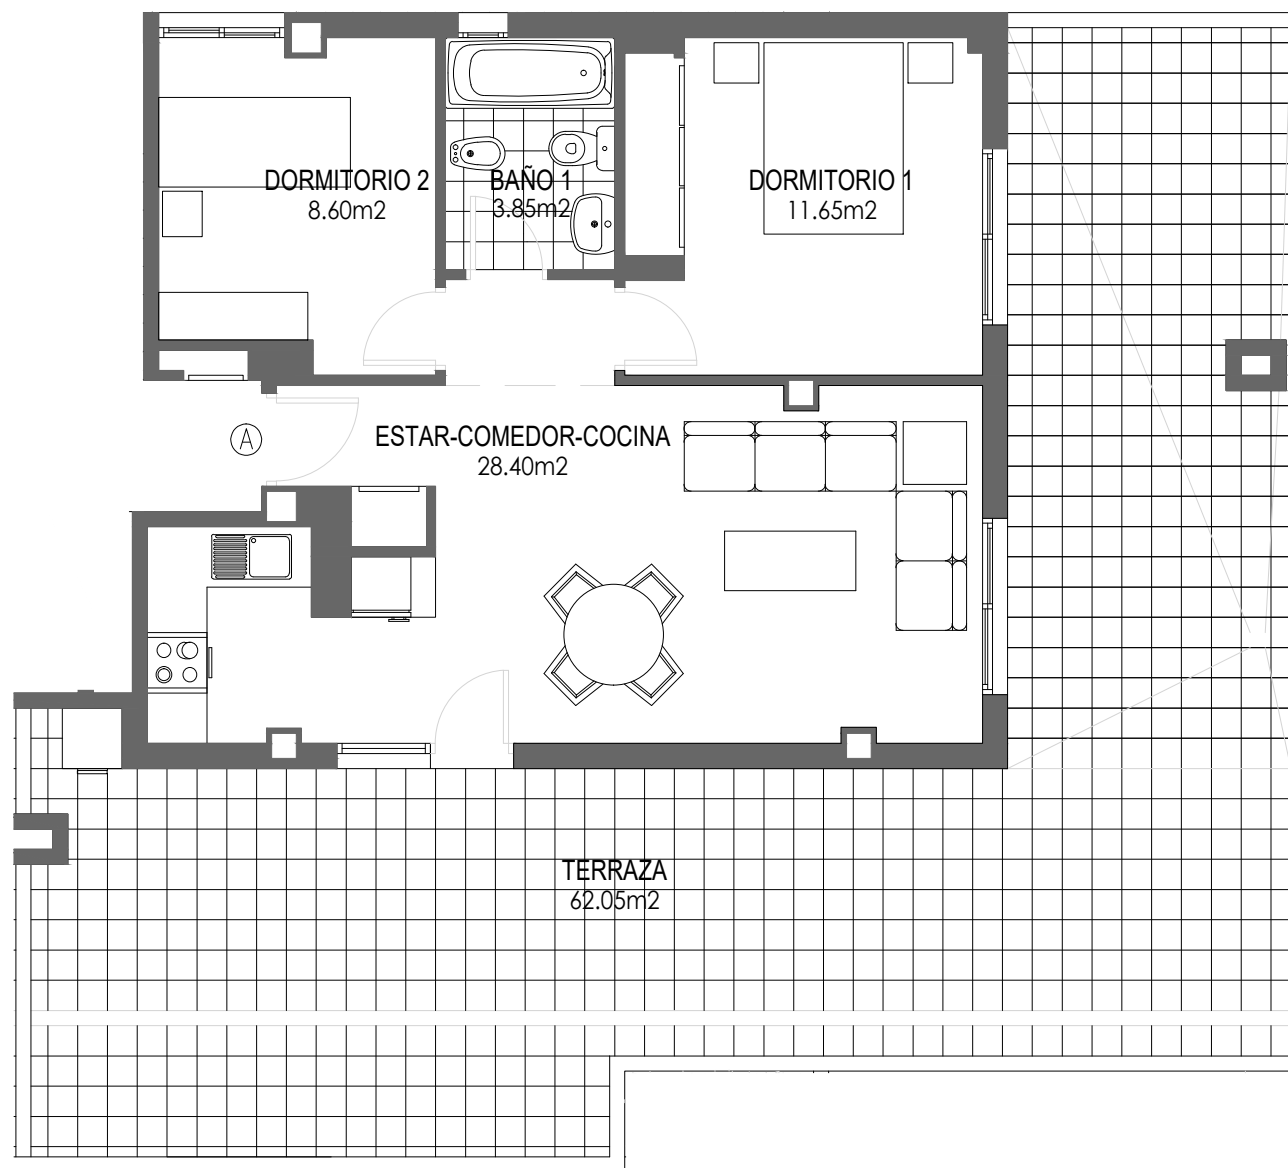 DORMITORIO 2
8.60m2
BAÑO 1
3.85m2
DORMITORIO 1
11.65m2
A
ESTAR-COMEDOR-COCINA
28.40m2
TERRAZA
62.05m2